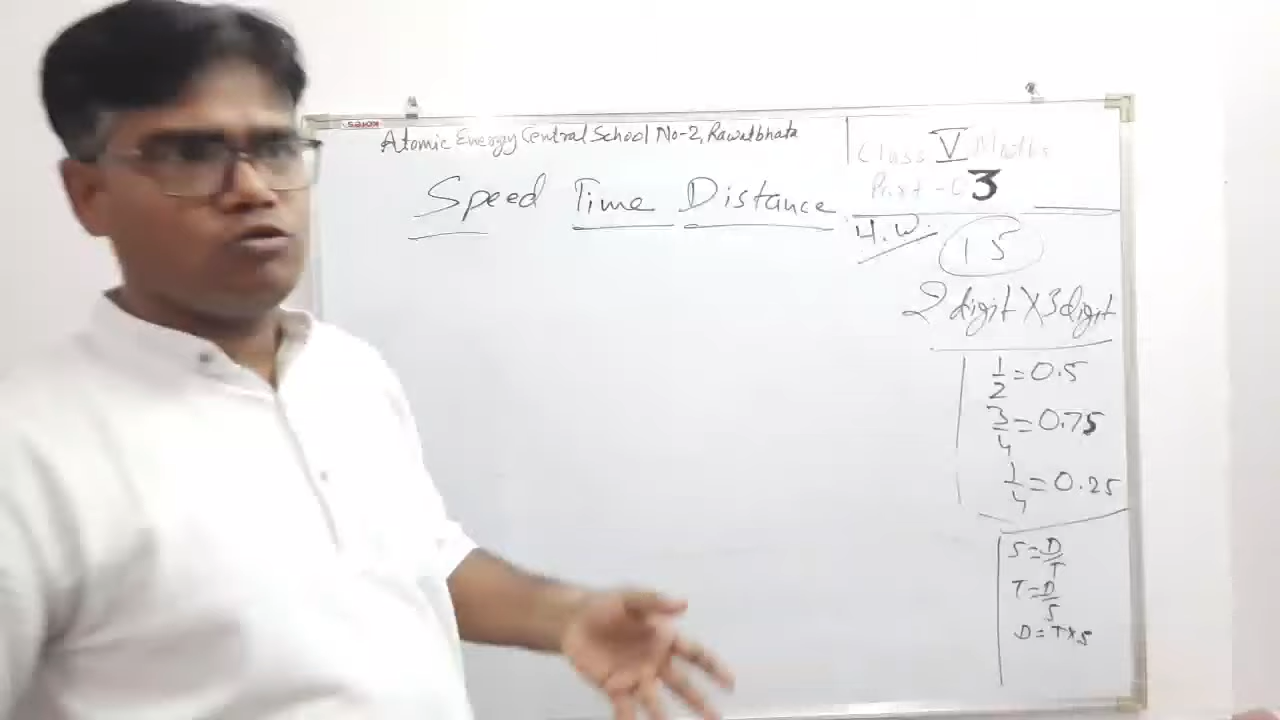 KORES
Atomic Energy Central School No-2, Rawatbhata
Class V Maths
Part-
3
Speed Time Distance
H.W.
15
2 digit X 3 digit
1/2 = 0.5
3/4 = 0.75
1/4 = 0.25
S = D/T
T = D/S
D = T×S